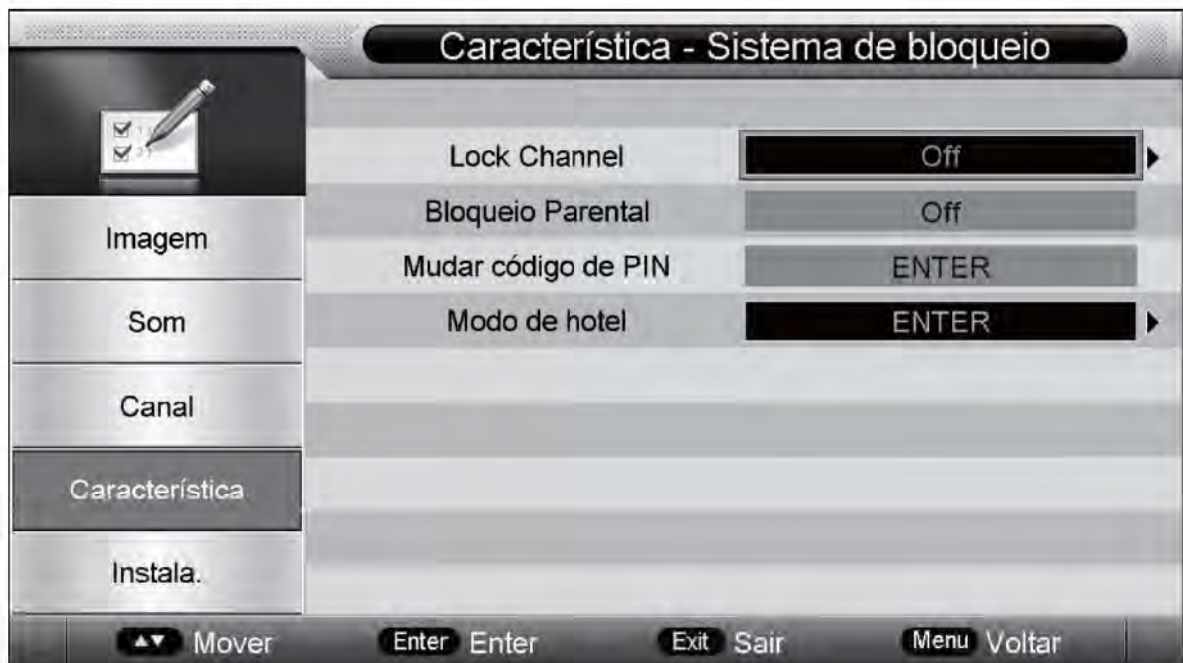 Característica - Sistema de bloqueio
Imagem
Som
Canal
Característica
Instala.
Lock Channel Off
Bloqueio Parental Off
Mudar código de PIN ENTER
Modo de hotel ENTER
▲▼ Mover Enter Enter Exit Sair Menu Voltar